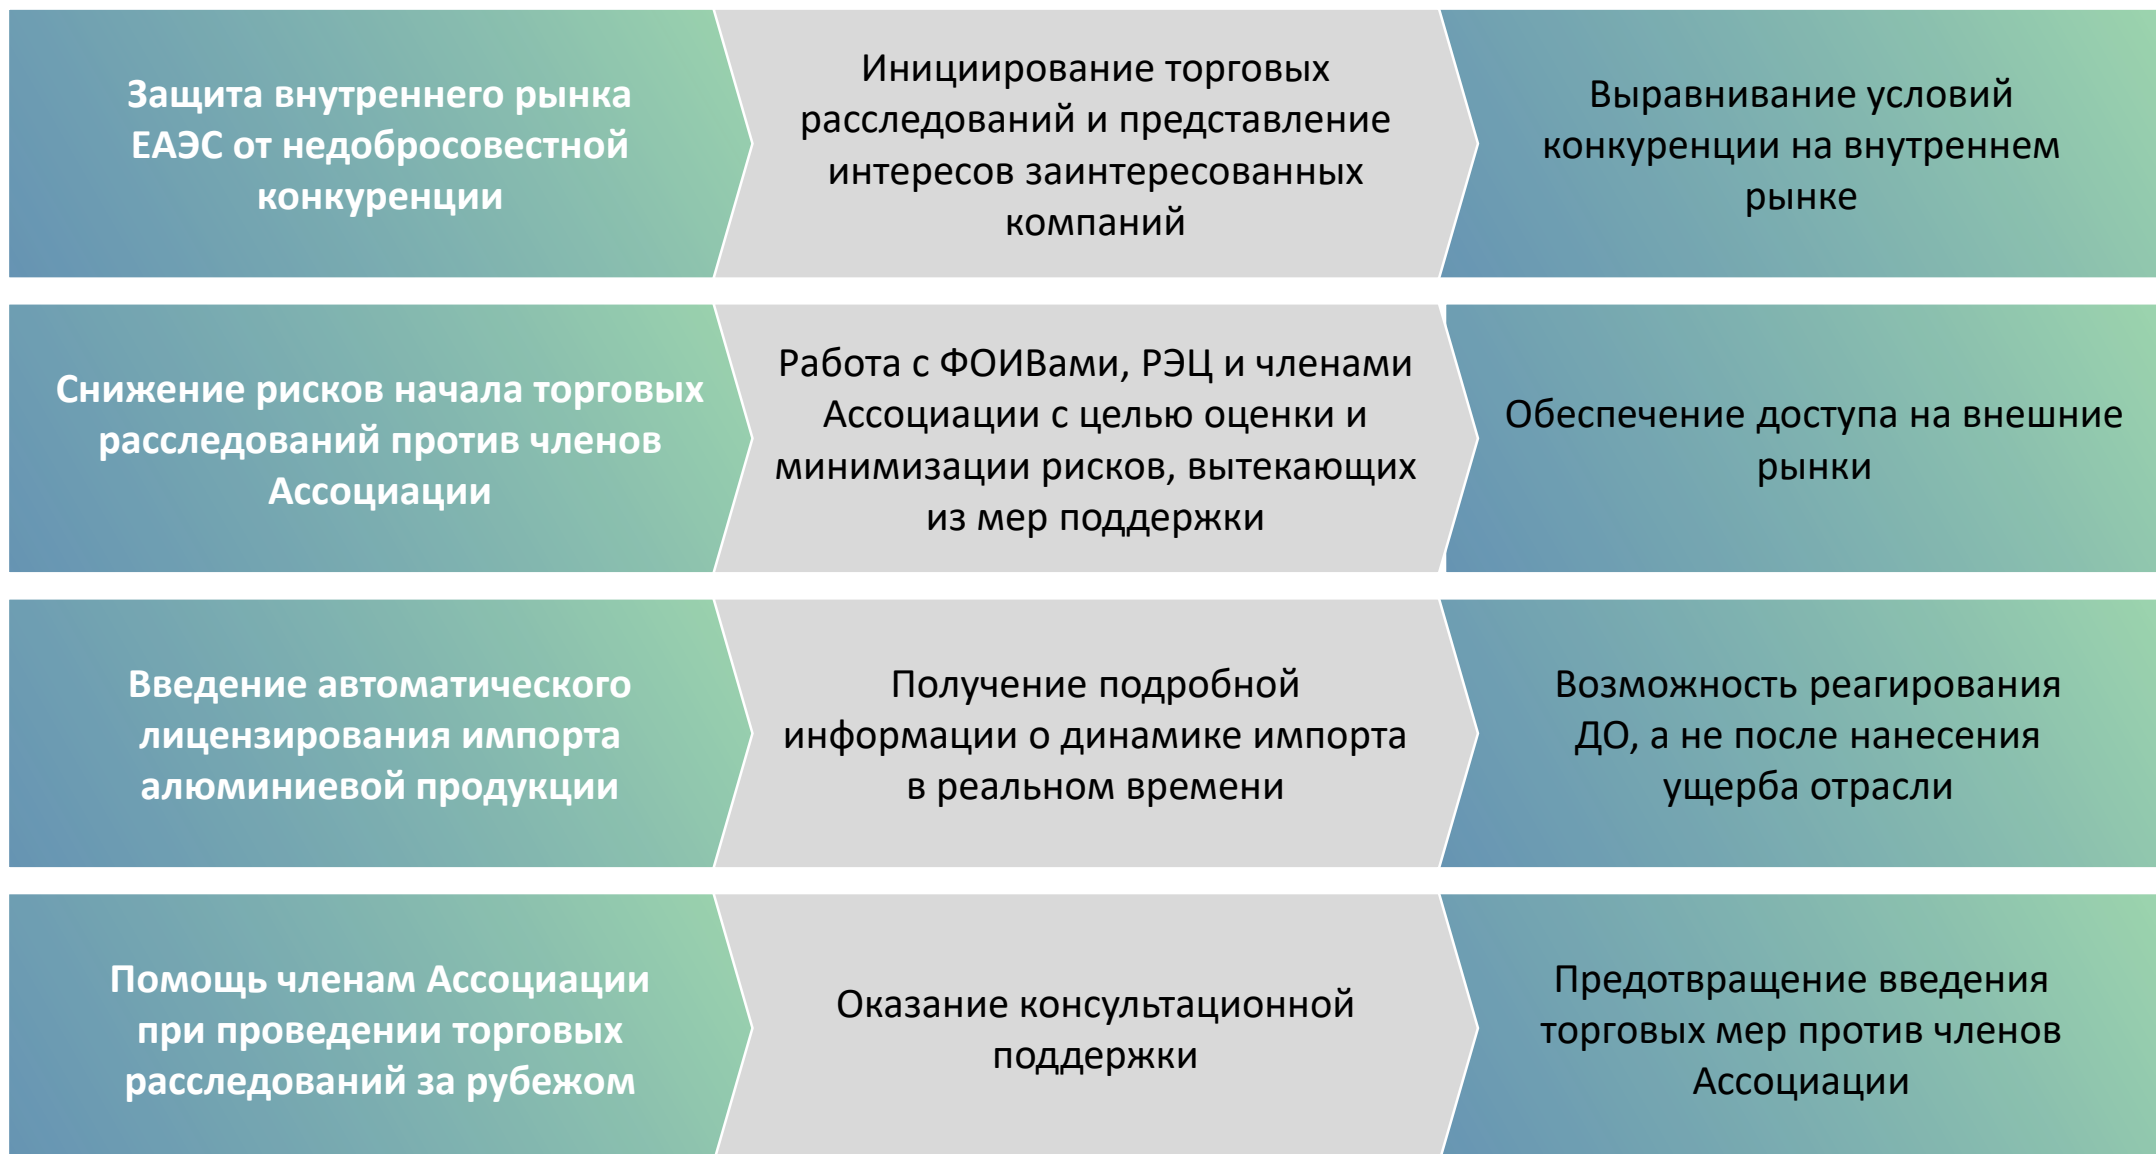 Защита внутреннего рынка
ЕАЭС от недобросовестной
конкуренции
Инициирование торговых
расследований и представление
интересов заинтересованных
компаний
Выравнивание условий
конкуренции на внутреннем
рынке
Снижение рисков начала торговых
расследований против членов
Ассоциации
Работа с ФОИВами, РЭЦ и членами
Ассоциации с целью оценки и
минимизации рисков, вытекающих
из мер поддержки
Обеспечение доступа на внешние
рынки
Введение автоматического
лицензирования импорта
алюминиевой продукции
Получение подробной
информации о динамике импорта
в реальном времени
Возможность реагирования
ДО, а не после нанесения
ущерба отрасли
Помощь членам Ассоциации
при проведении торговых
расследований за рубежом
Оказание консультационной
поддержки
Предотвращение введения
торговых мер против членов
Ассоциации